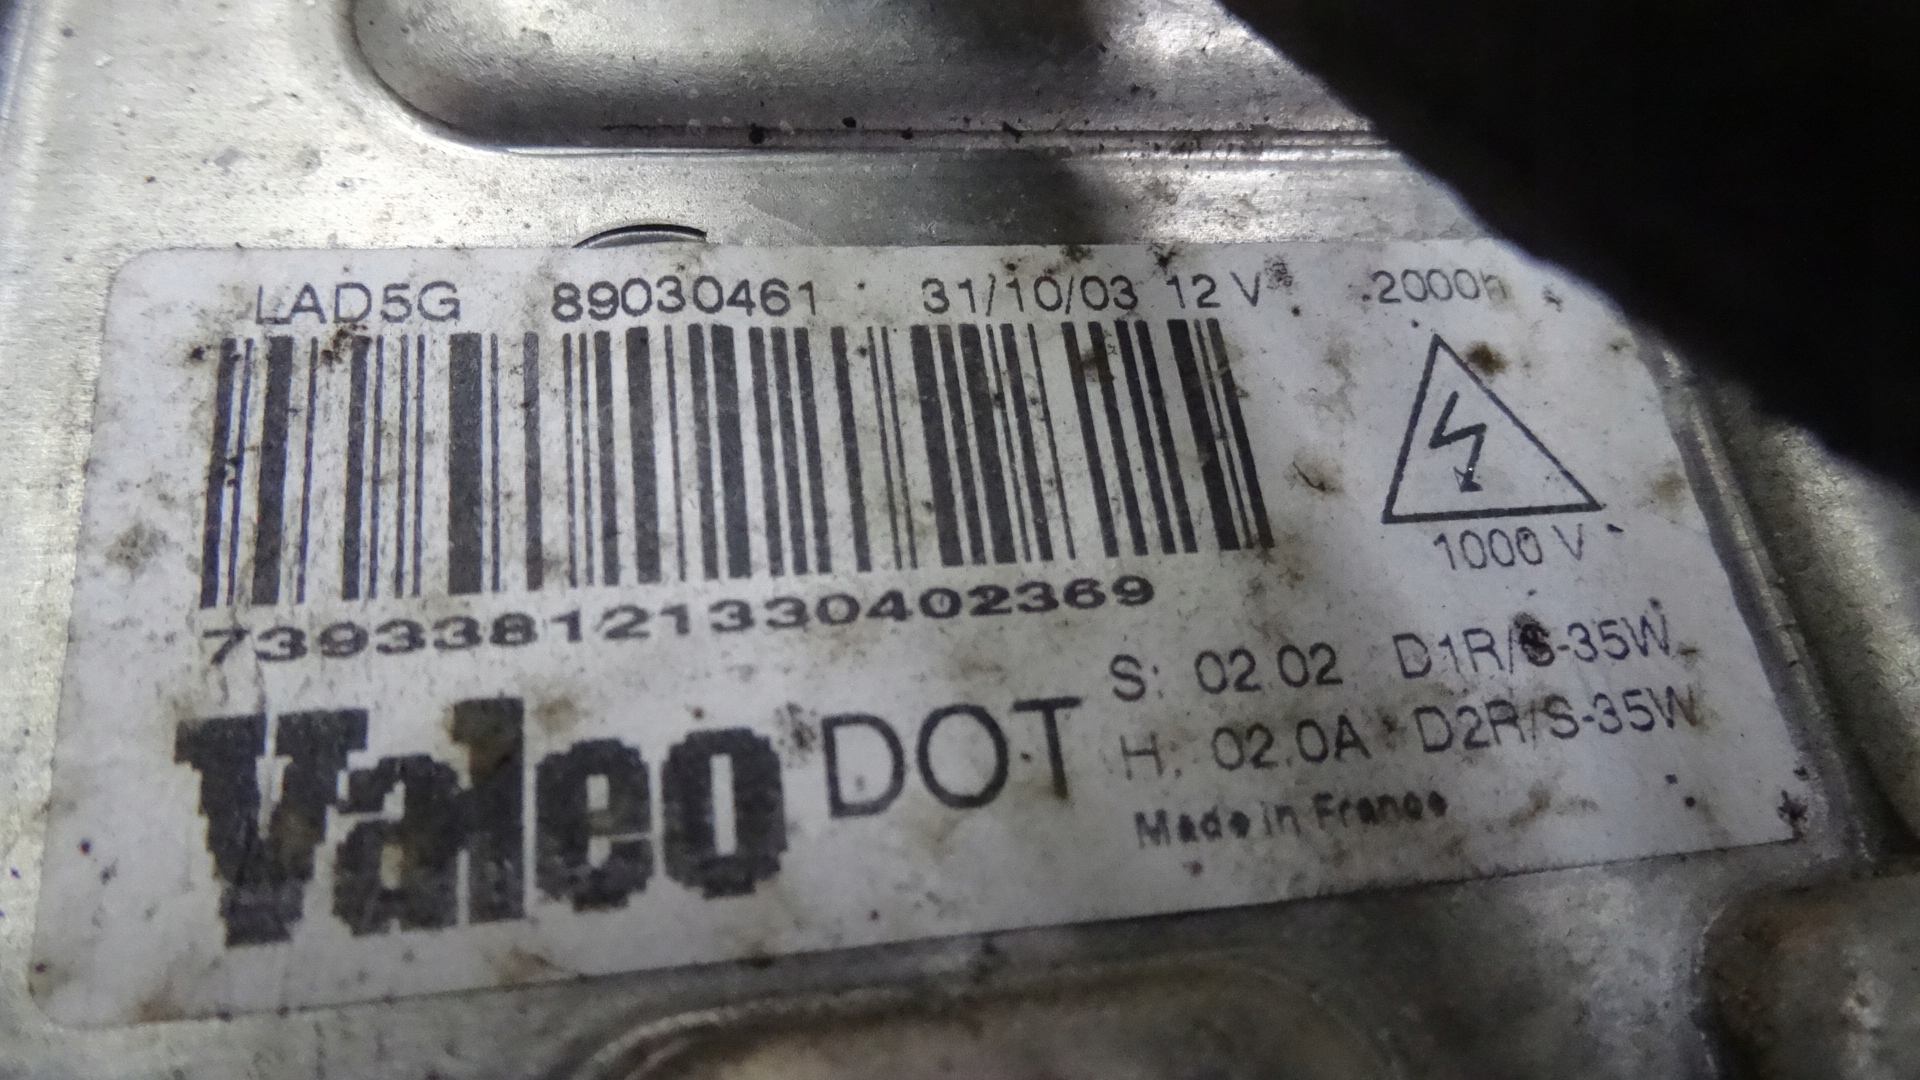 LAD5G 89030461 31/10/03 12 V 2000h
1000 V
739338121330402369
Valeo DOT
S: 02.02 D1R/S-35W
H: 02.0A D2R/S-35W
Made in France